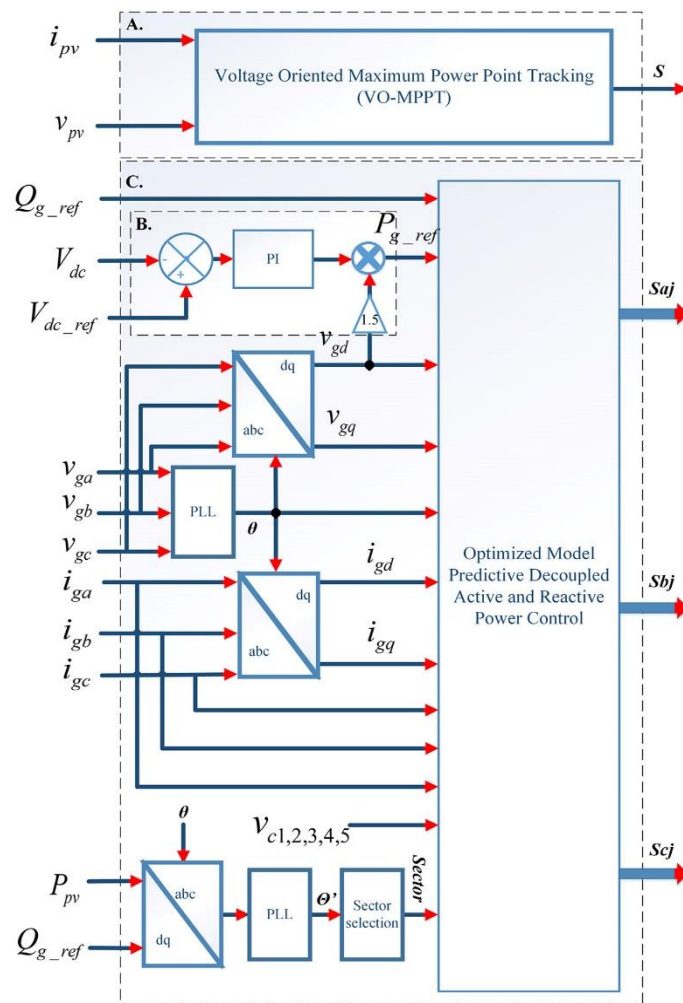 A.
i_pv
Voltage Oriented Maximum Power Point Tracking
(VO-MPPT)
S
v_pv
C.
Q_g_ref
B.
P_g_ref
V_dc
-
+
PI
V_dc_ref
1.5
Saj
v_gd
dq
abc
v_gq
v_ga
v_gb
PLL
θ
v_gc
i_ga
i_gd
dq
Optimized Model
Predictive Decoupled
Active and Reactive
Power Control
Sbj
i_gb
abc
i_gq
i_gc
θ
v_c1,2,3,4,5
Scj
P_pv
abc
dq
PLL
Θ’
Sector
selection
Sector
Q_g_ref